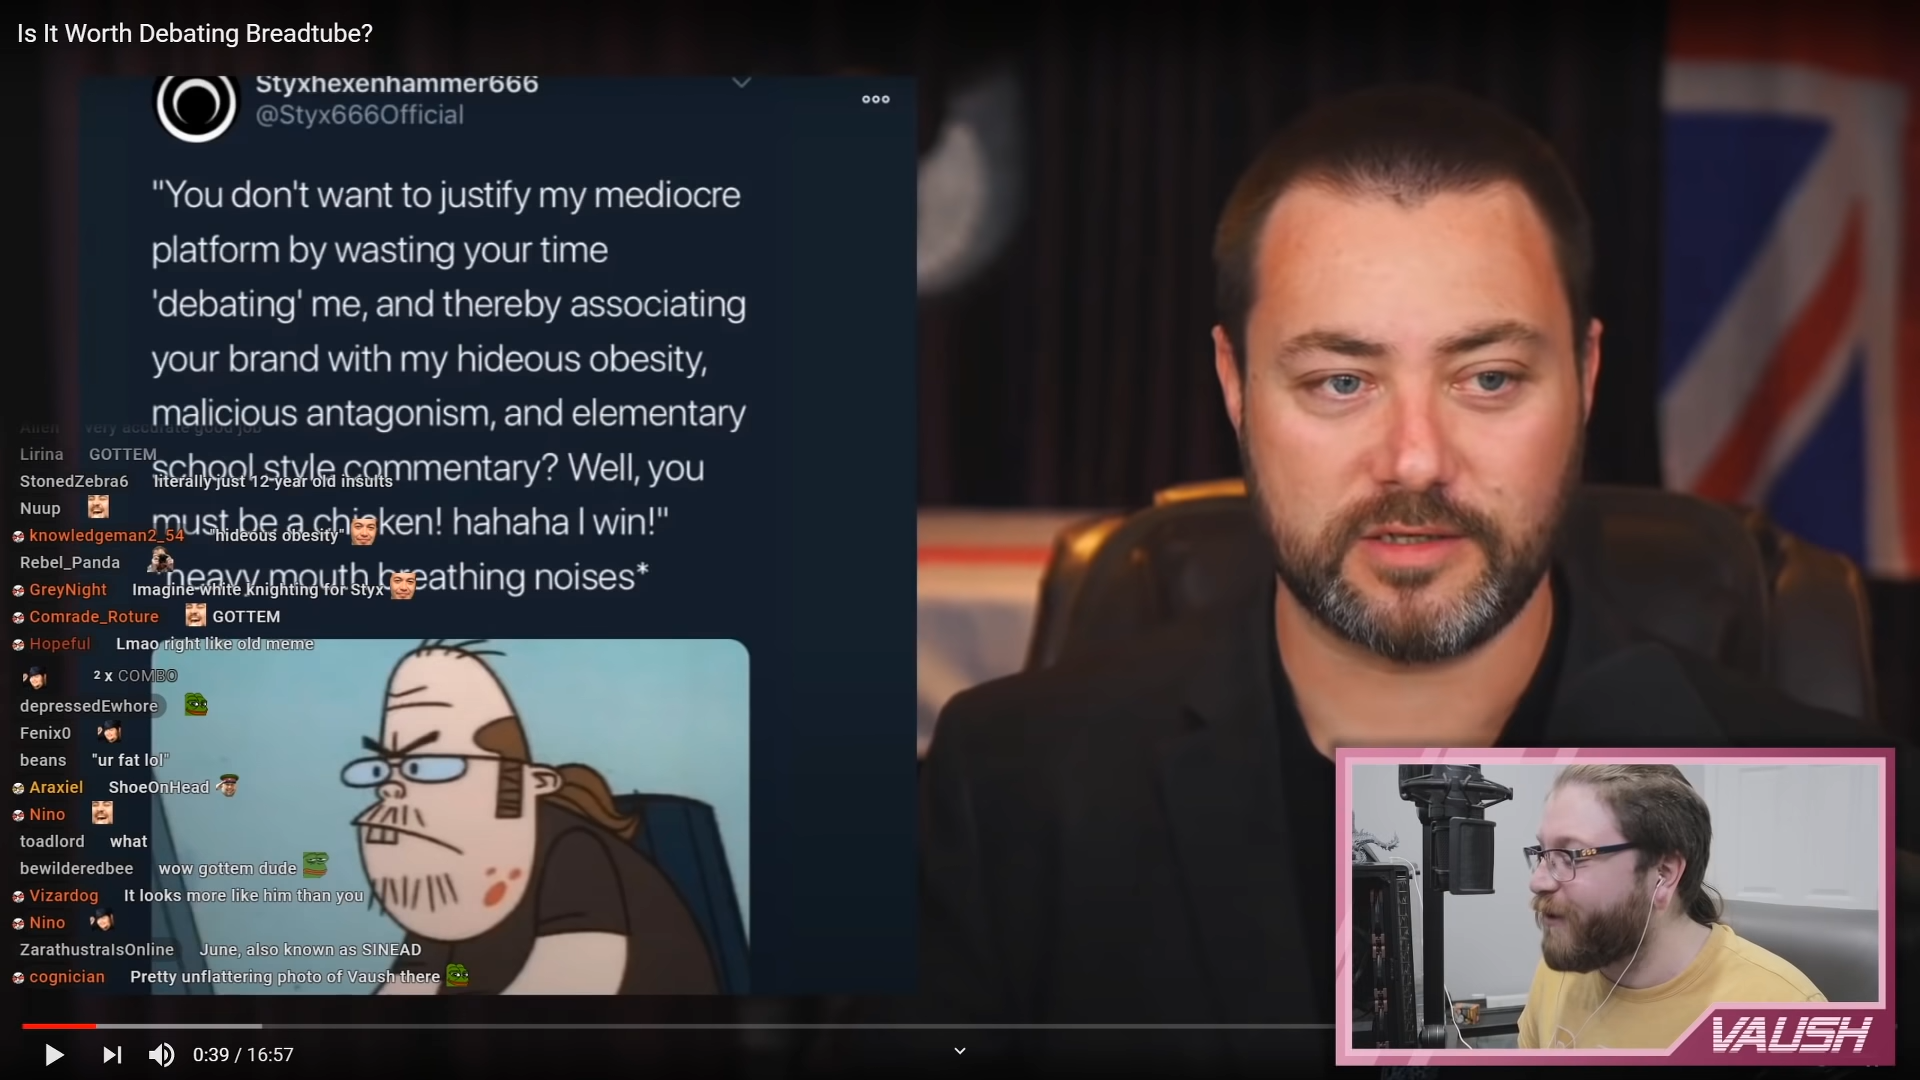 Is It Worth Debating Breadtube?
Styxhexenhammer666
@Styx666Official
"You don't want to justify my mediocre
platform by wasting your time
'debating' me, and thereby associating
your brand with my hideous obesity,
malicious antagonism, and elementary
school style commentary? Well, you
must be a chicken! hahaha I win!"
*heavy mouth breathing noises*
Allen very accurate good job
Lirina GOTTEM
StonedZebra6 literally just 12 year old insults
Nuup
knowledgeman2_54 "hideous obesity"
Rebel_Panda
GreyNight Imagine white knighting for Styx
Comrade_Roture GOTTEM
Hopeful Lmao right like old meme
2 x COMBO
depressedEwhore
Fenix0
beans "ur fat lol"
Araxiel ShoeOnHead
Nino
toadlord what
bewilderedbee wow gottem dude
Vizardog It looks more like him than you
Nino
ZarathustraIsOnline June, also known as SINEAD
cognician Pretty unflattering photo of Vaush there
0:39 / 16:57
VAUSH